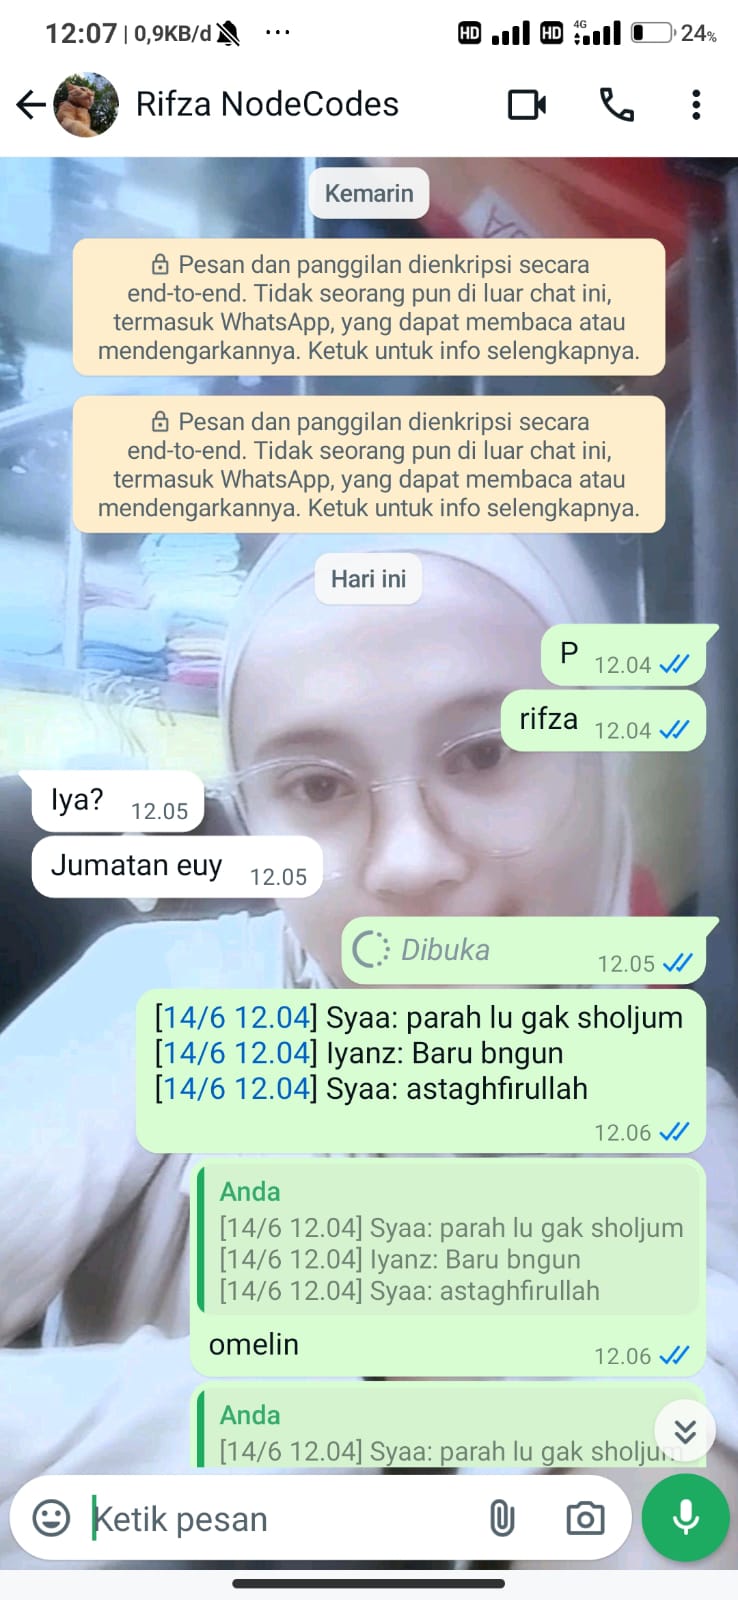 12:07 | 0,9KB/d ...
HD HD 4G 24%
Rifza NodeCodes
Kemarin
Pesan dan panggilan dienkripsi secara
end-to-end. Tidak seorang pun di luar chat ini,
termasuk WhatsApp, yang dapat membaca atau
mendengarkannya. Ketuk untuk info selengkapnya.
Pesan dan panggilan dienkripsi secara
end-to-end. Tidak seorang pun di luar chat ini,
termasuk WhatsApp, yang dapat membaca atau
mendengarkannya. Ketuk untuk info selengkapnya.
Hari ini
P 12.04
rifza 12.04
Iya? 12.05
Jumatan euy 12.05
Dibuka 12.05
[14/6 12.04] Syaa: parah lu gak sholjum
[14/6 12.04] Iyanz: Baru bngun
[14/6 12.04] Syaa: astaghfirullah
12.06
Anda
[14/6 12.04] Syaa: parah lu gak sholjum
[14/6 12.04] Iyanz: Baru bngun
[14/6 12.04] Syaa: astaghfirullah
omelin 12.06
Anda
[14/6 12.04] Syaa: parah lu gak sholjum
Ketik pesan